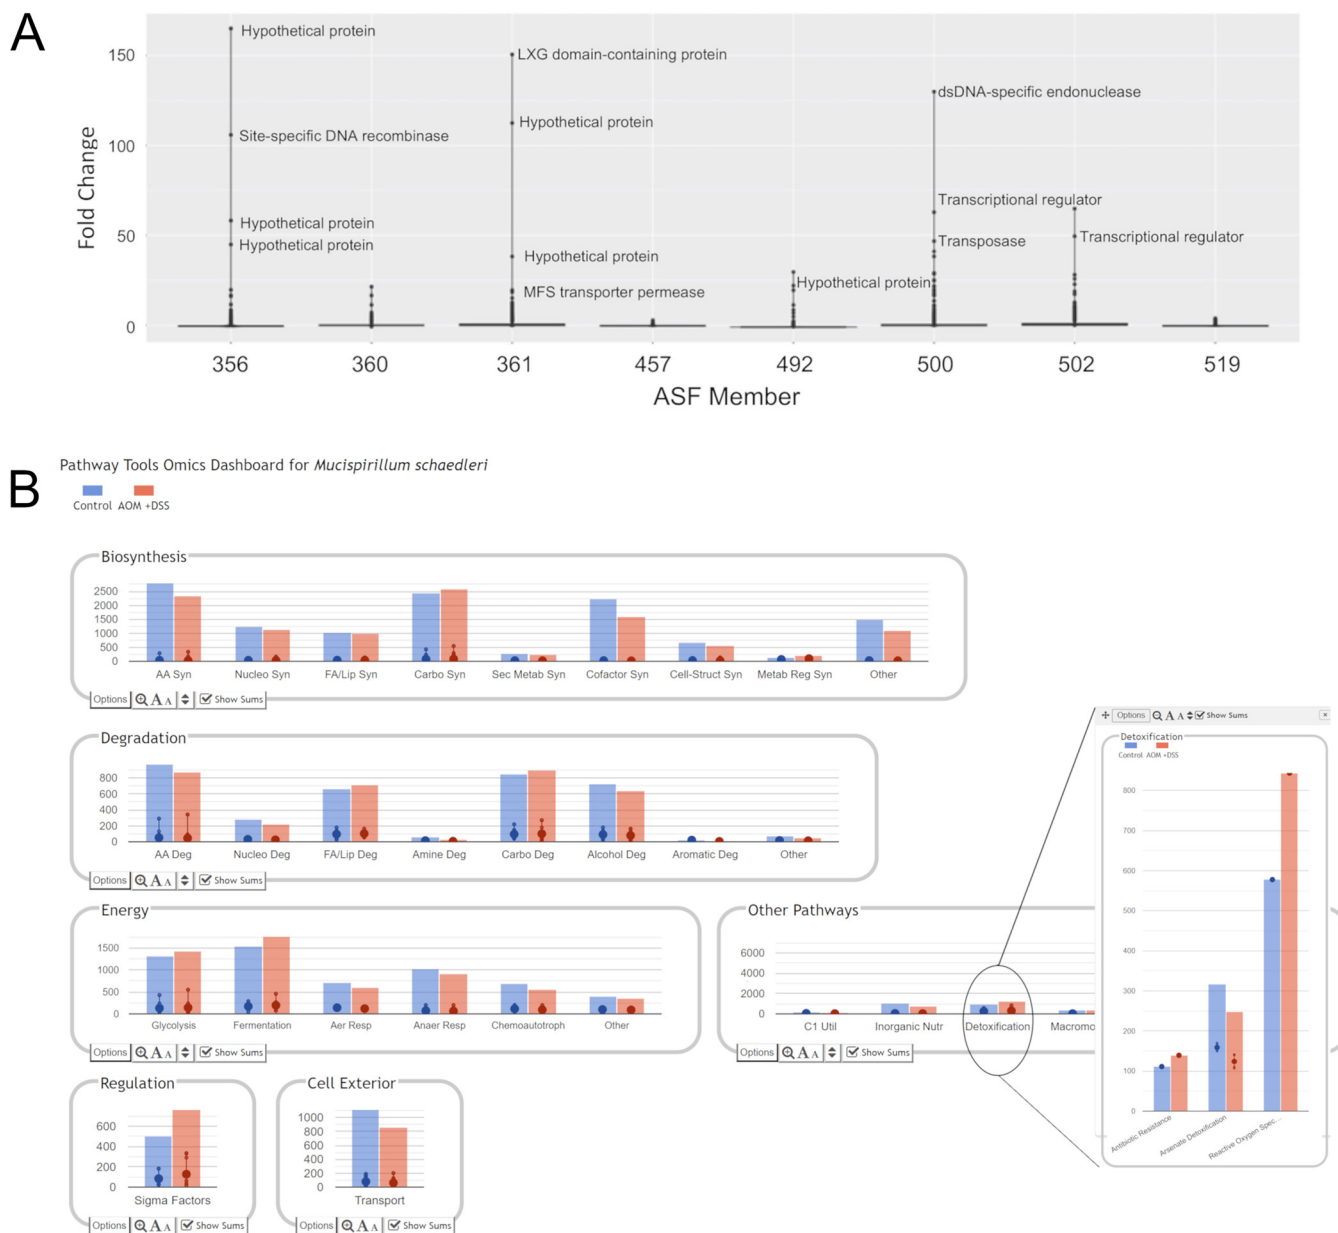 A
Fold Change
150
100
50
0
Hypothetical protein
Site-specific DNA recombinase
Hypothetical protein
Hypothetical protein
LXG domain-containing protein
Hypothetical protein
Hypothetical protein
MFS transporter permease
Hypothetical protein
dsDNA-specific endonuclease
Transcriptional regulator
Transposase
Transcriptional regulator
356 360 361 457 492 500 502 519
ASF Member
B
Pathway Tools Omics Dashboard for Mucispirillum schaedleri
Control AOM +DSS
Biosynthesis
2500
2000
1500
1000
500
0
AA Syn Nucleo Syn FA/Lip Syn Carbo Syn Sec Metab Syn Cofactor Syn Cell-Struct Syn Metab Reg Syn Other
Options A A Show Sums
Degradation
800
600
400
200
0
AA Deg Nucleo Deg FA/Lip Deg Amine Deg Carbo Deg Alcohol Deg Aromatic Deg Other
Options A A Show Sums
Energy
1500
1000
500
0
Glycolysis Fermentation Aer Resp Anaer Resp Chemoautotroph Other
Options A A Show Sums
Other Pathways
6000
4000
2000
0
C1 Util Inorganic Nutr Detoxification Macromo
Options A A Show Sums
Options A A Show Sums
Detoxification
Control AOM +DSS
800
700
600
500
400
300
200
100
0
Antibiotic Resistance
Arsenate Detoxification
Reactive Oxygen Spec...
Regulation
600
400
200
0
Sigma Factors
Options A A Show Sums
Cell Exterior
1000
800
600
400
200
0
Transport
Options A A Show Sums